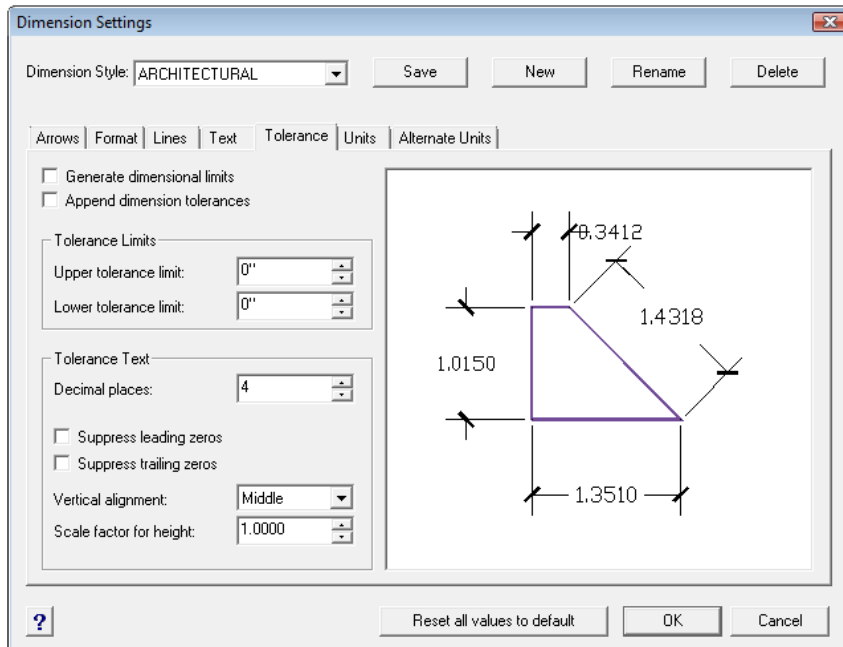 Dimension Settings
Dimension Style: ARCHITECTURAL Save New Rename Delete
Arrows Format Lines Text Tolerance Units Alternate Units
Generate dimensional limits
Append dimension tolerances
Tolerance Limits
Upper tolerance limit: 0"
Lower tolerance limit: 0"
Tolerance Text
Decimal places: 4
Suppress leading zeros
Suppress trailing zeros
Vertical alignment: Middle
Scale factor for height: 1.0000
0.3412
1.4318
1.0150
1.3510
? Reset all values to default OK Cancel